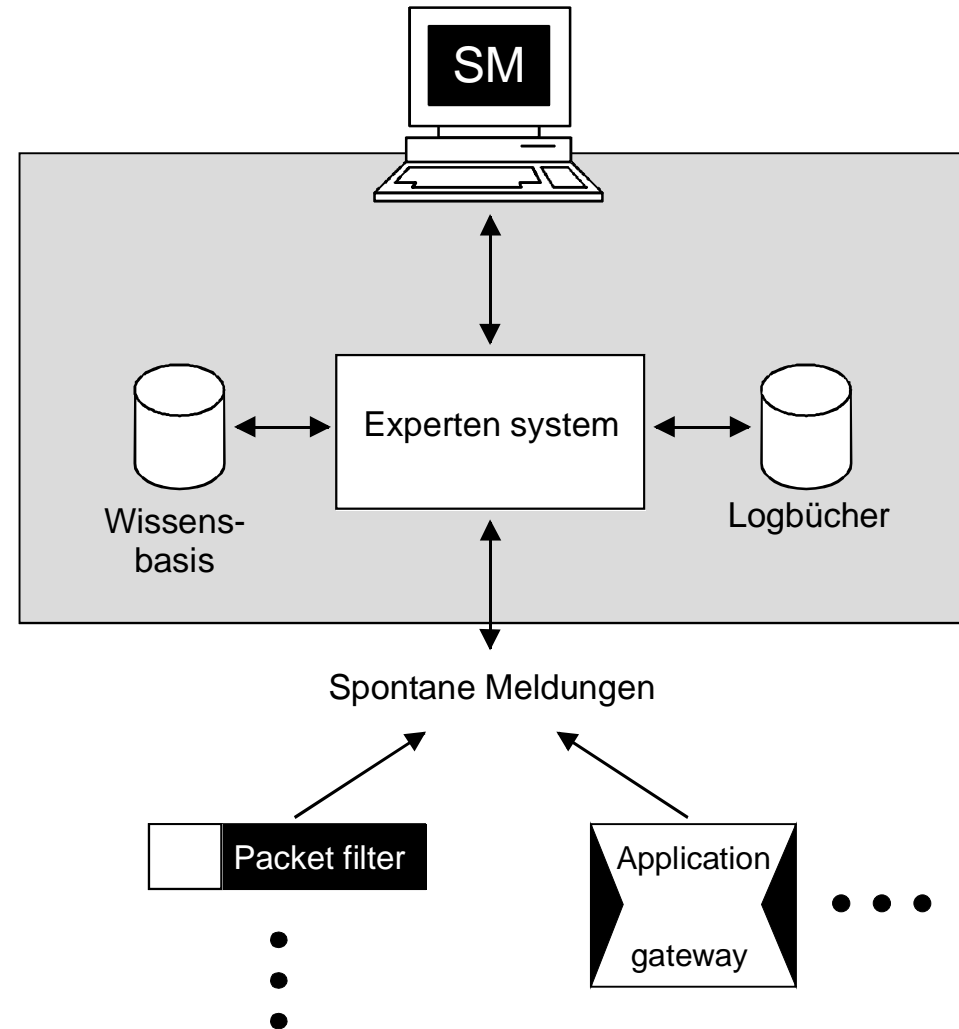 SM
Experten system
Wissens-
basis
Logbücher
Spontane Meldungen
Packet filter
Application
gateway